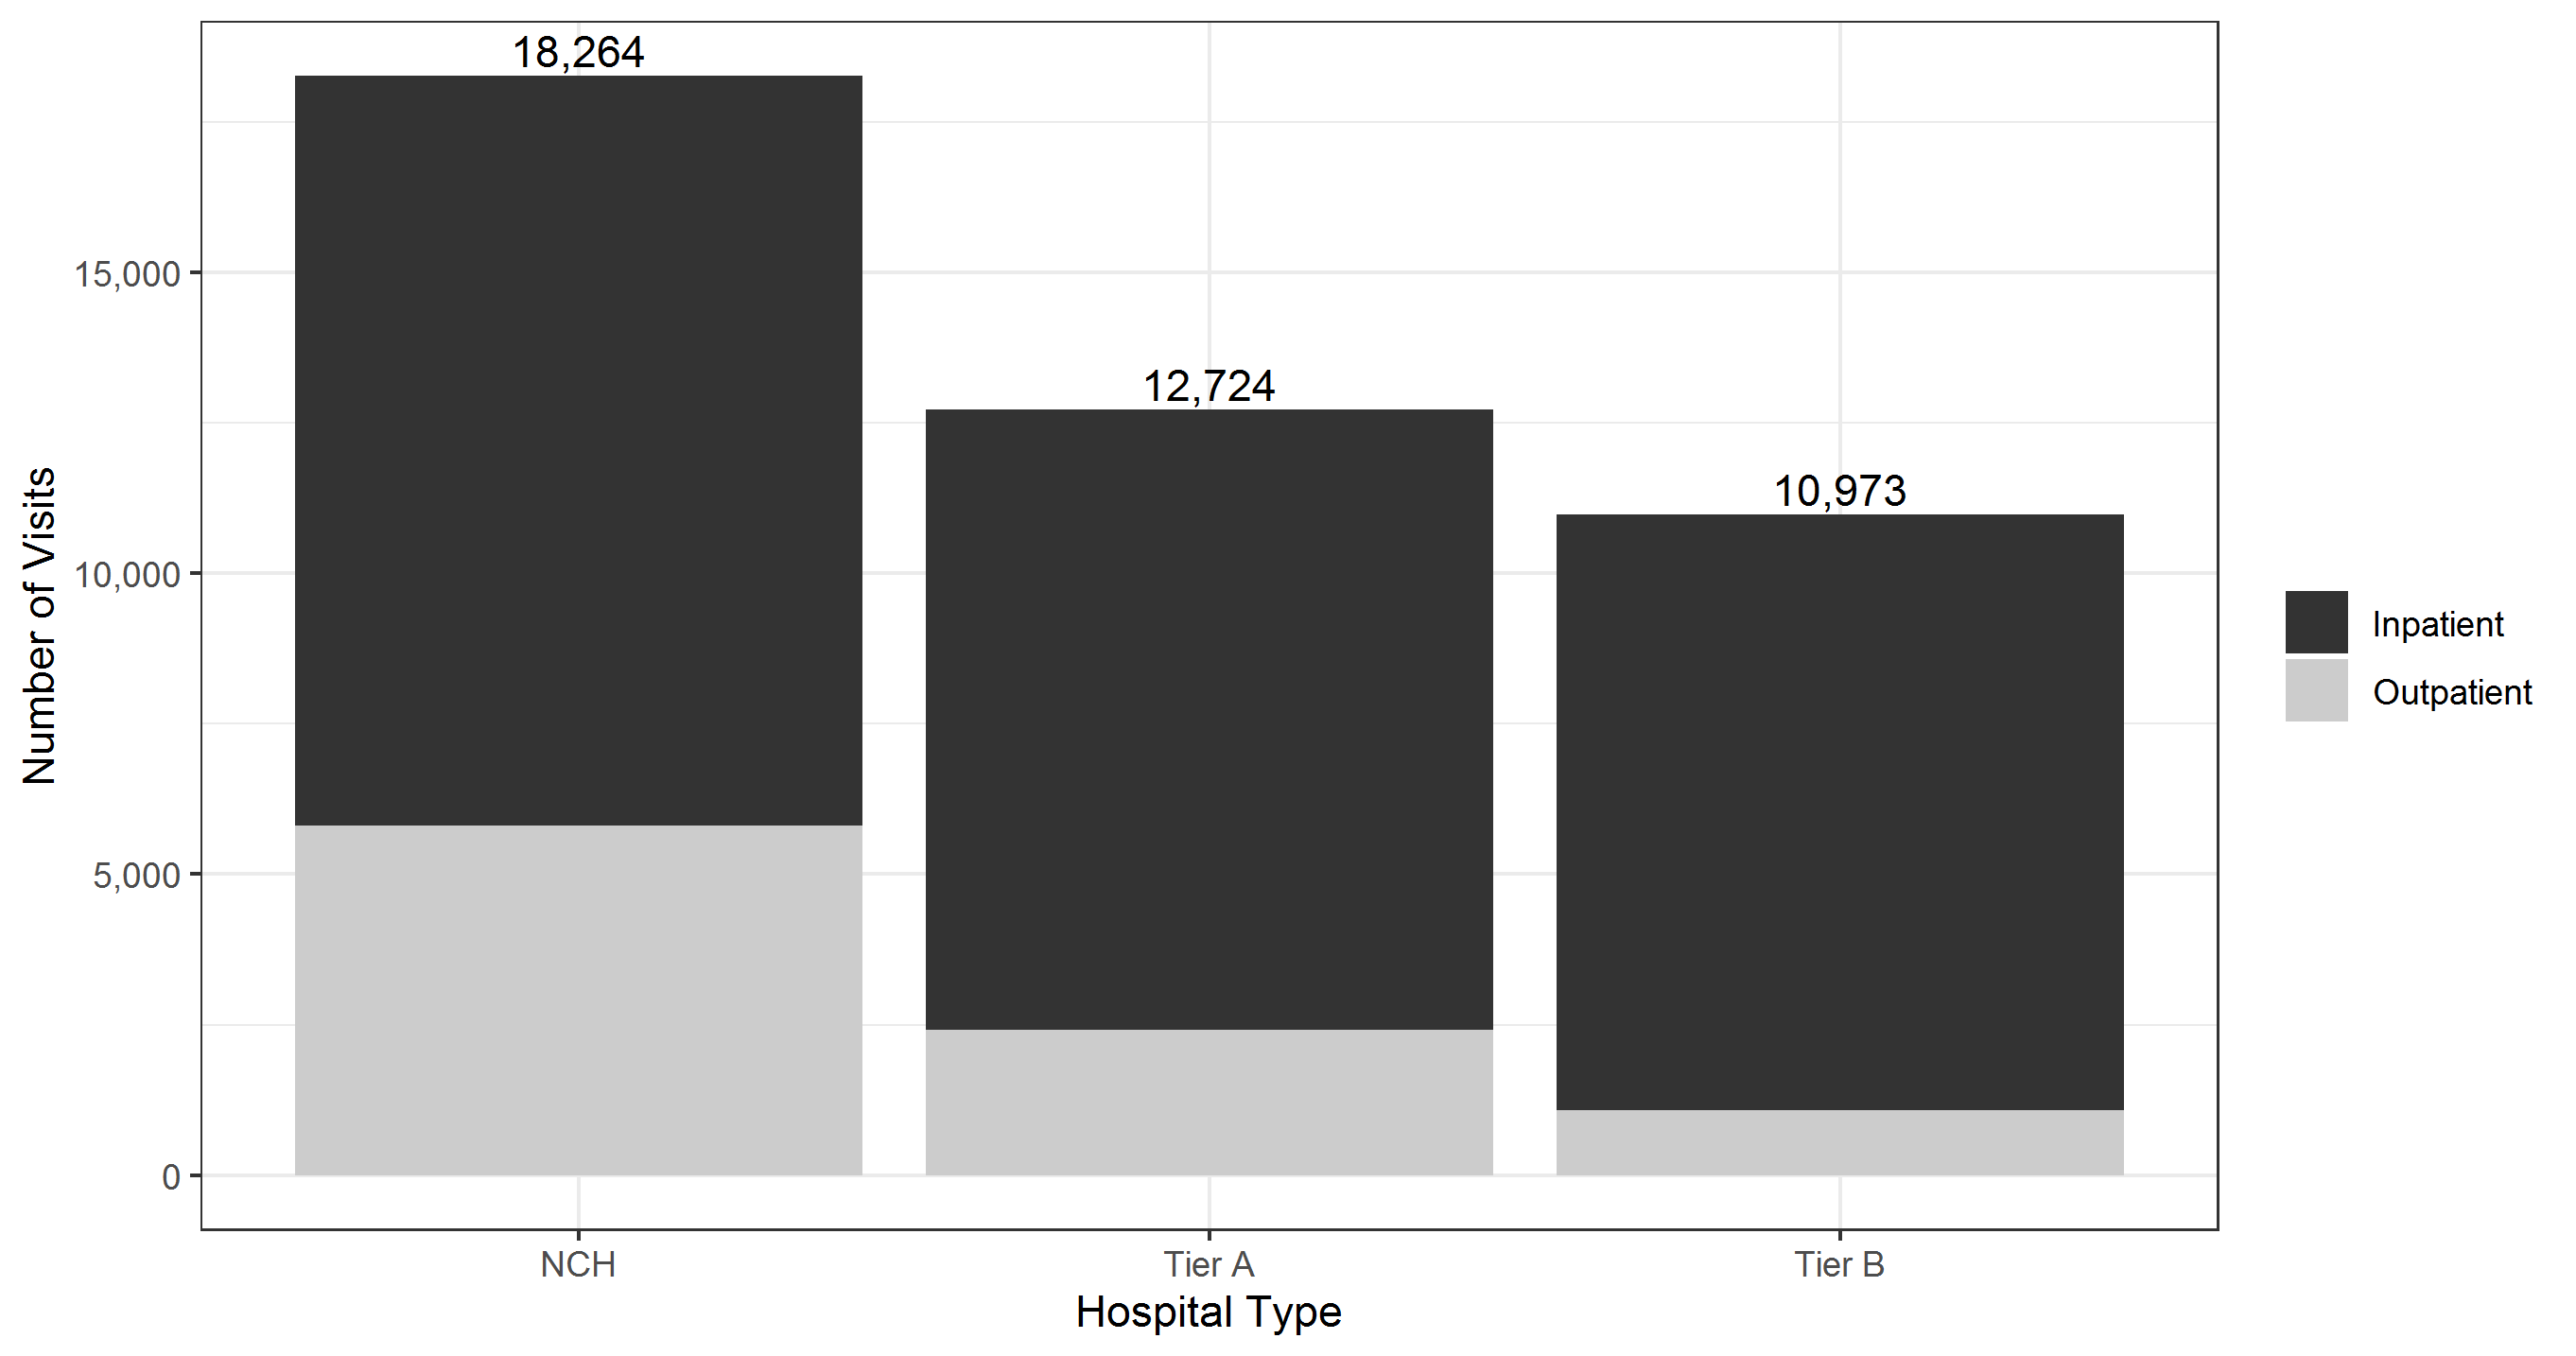 18,264
12,724
10,973
15,000
10,000
5,000
0
Number of Visits
NCH
Tier A
Tier B
Hospital Type
Inpatient
Outpatient